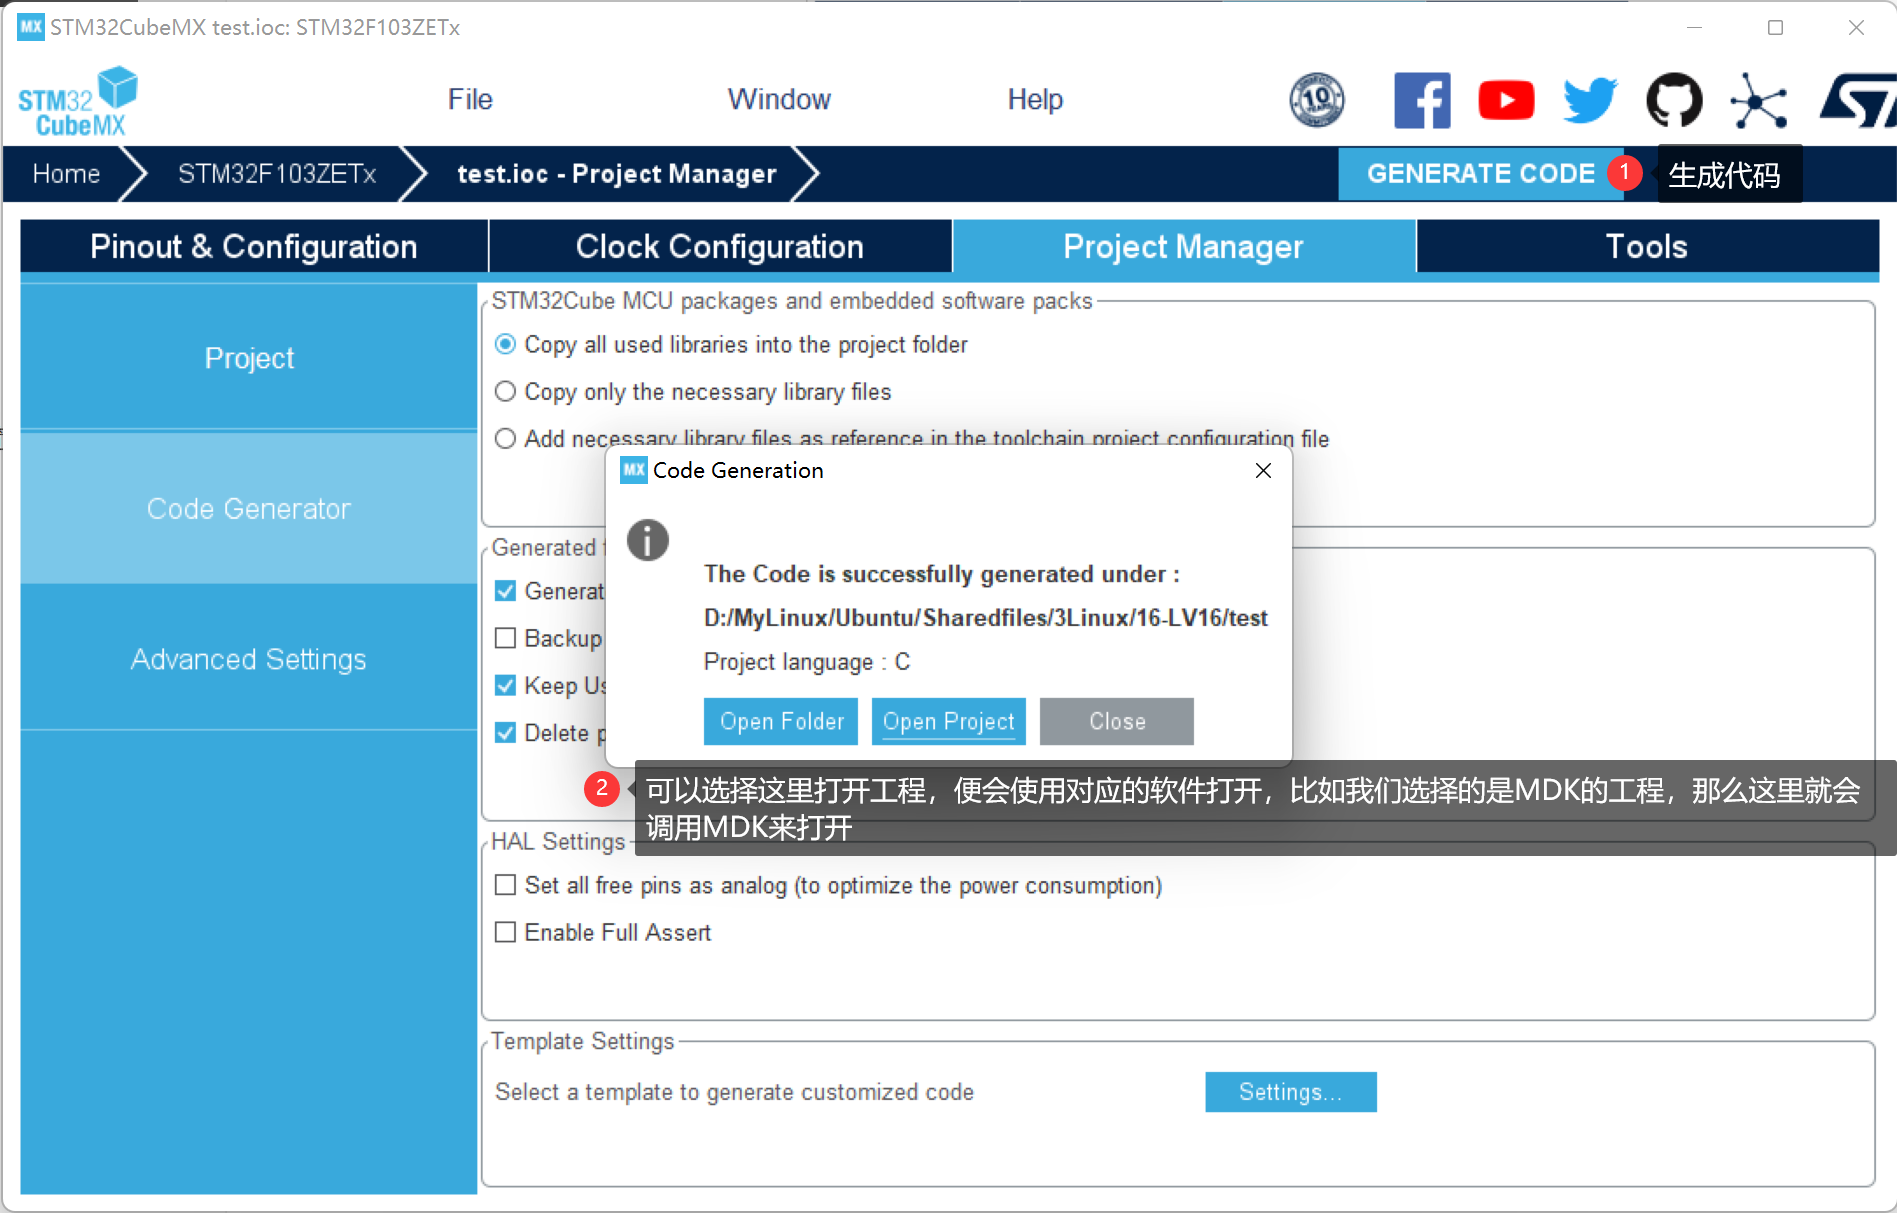 MX STM32CubeMX test.ioc: STM32F103ZETx
STM32
CubeMX
File Window Help
10
Home STM32F103ZETx test.ioc - Project Manager GENERATE CODE 1 生成代码
Pinout & Configuration Clock Configuration Project Manager Tools
Project
Code Generator
Advanced Settings
STM32Cube MCU packages and embedded software packs
Copy all used libraries into the project folder
Copy only the necessary library files
Add necessary library files as reference in the toolchain project configuration file
MX Code Generation
The Code is successfully generated under :
D:/MyLinux/Ubuntu/Sharedfiles/3Linux/16-LV16/test
Project language : C
Open Folder Open Project Close
Generated
Generat
Backup
Keep Us
Delete p
2 可以选择这里打开工程，便会使用对应的软件打开，比如我们选择的是MDK的工程，那么这里就会
调用MDK来打开
HAL Settings
Set all free pins as analog (to optimize the power consumption)
Enable Full Assert
Template Settings
Select a template to generate customized code Settings...